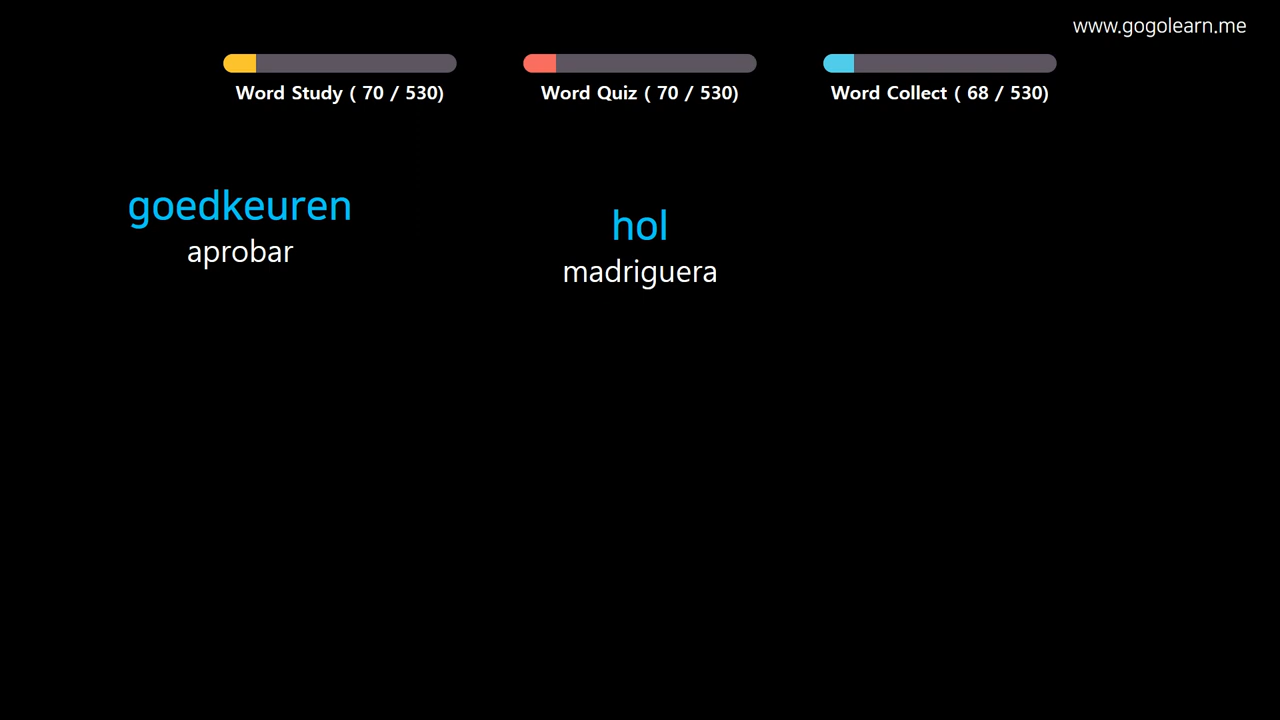 www.gogolearn.me
Word Study ( 70 / 530)
Word Quiz ( 70 / 530)
Word Collect ( 68 / 530)
goedkeuren
aprobar
hol
madriguera